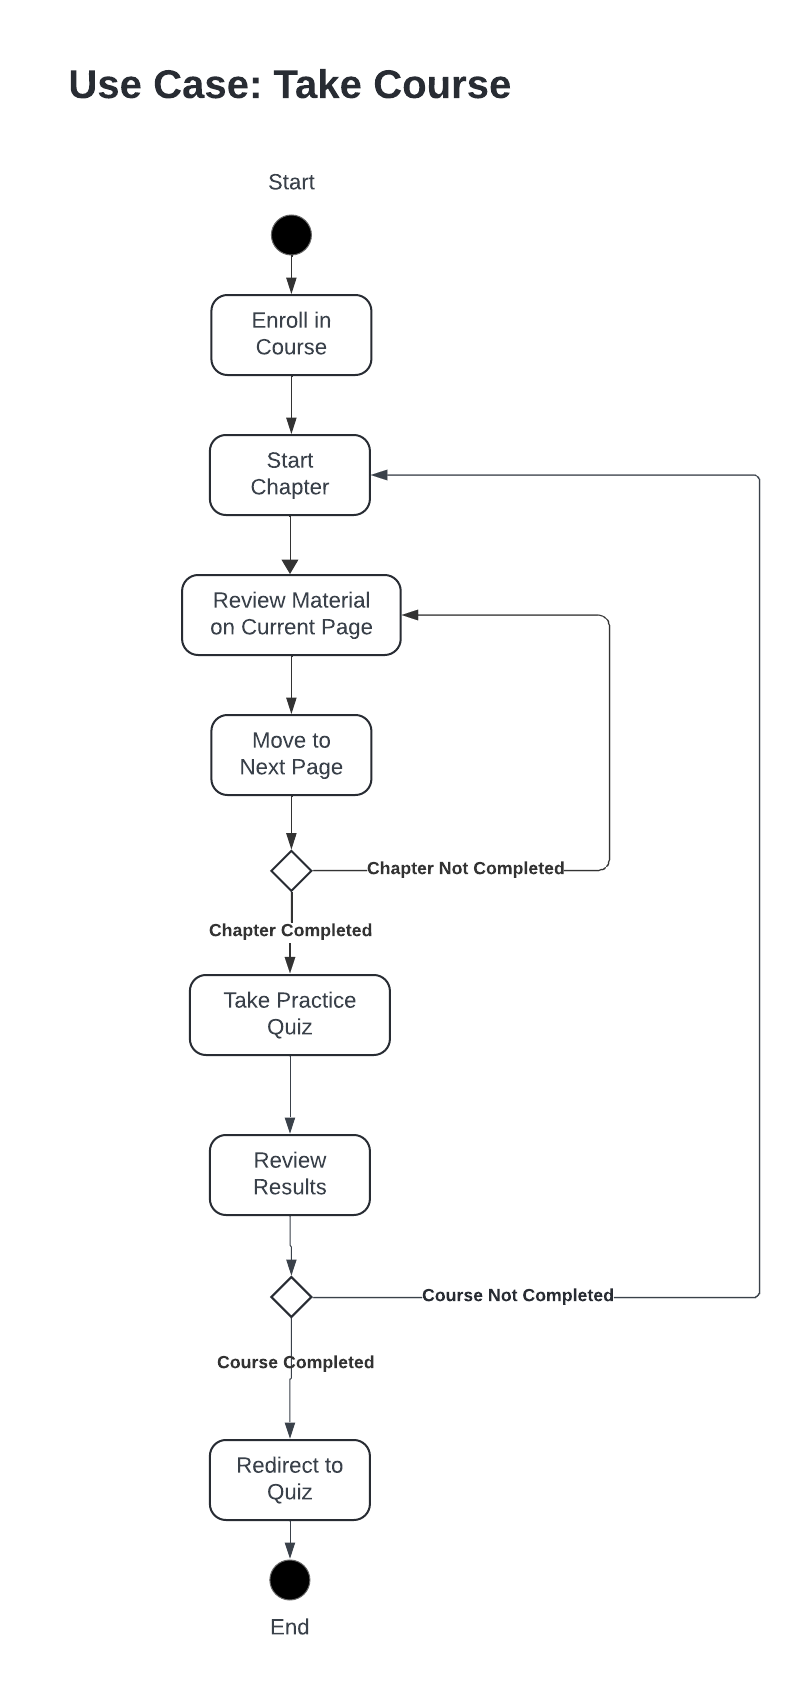 Use Case: Take Course
Start
Enroll in
Course
Start
Chapter
Review Material
on Current Page
Move to
Next Page
Chapter Not Completed
Chapter Completed
Take Practice
Quiz
Review
Results
Course Not Completed
Course Completed
Redirect to
Quiz
End